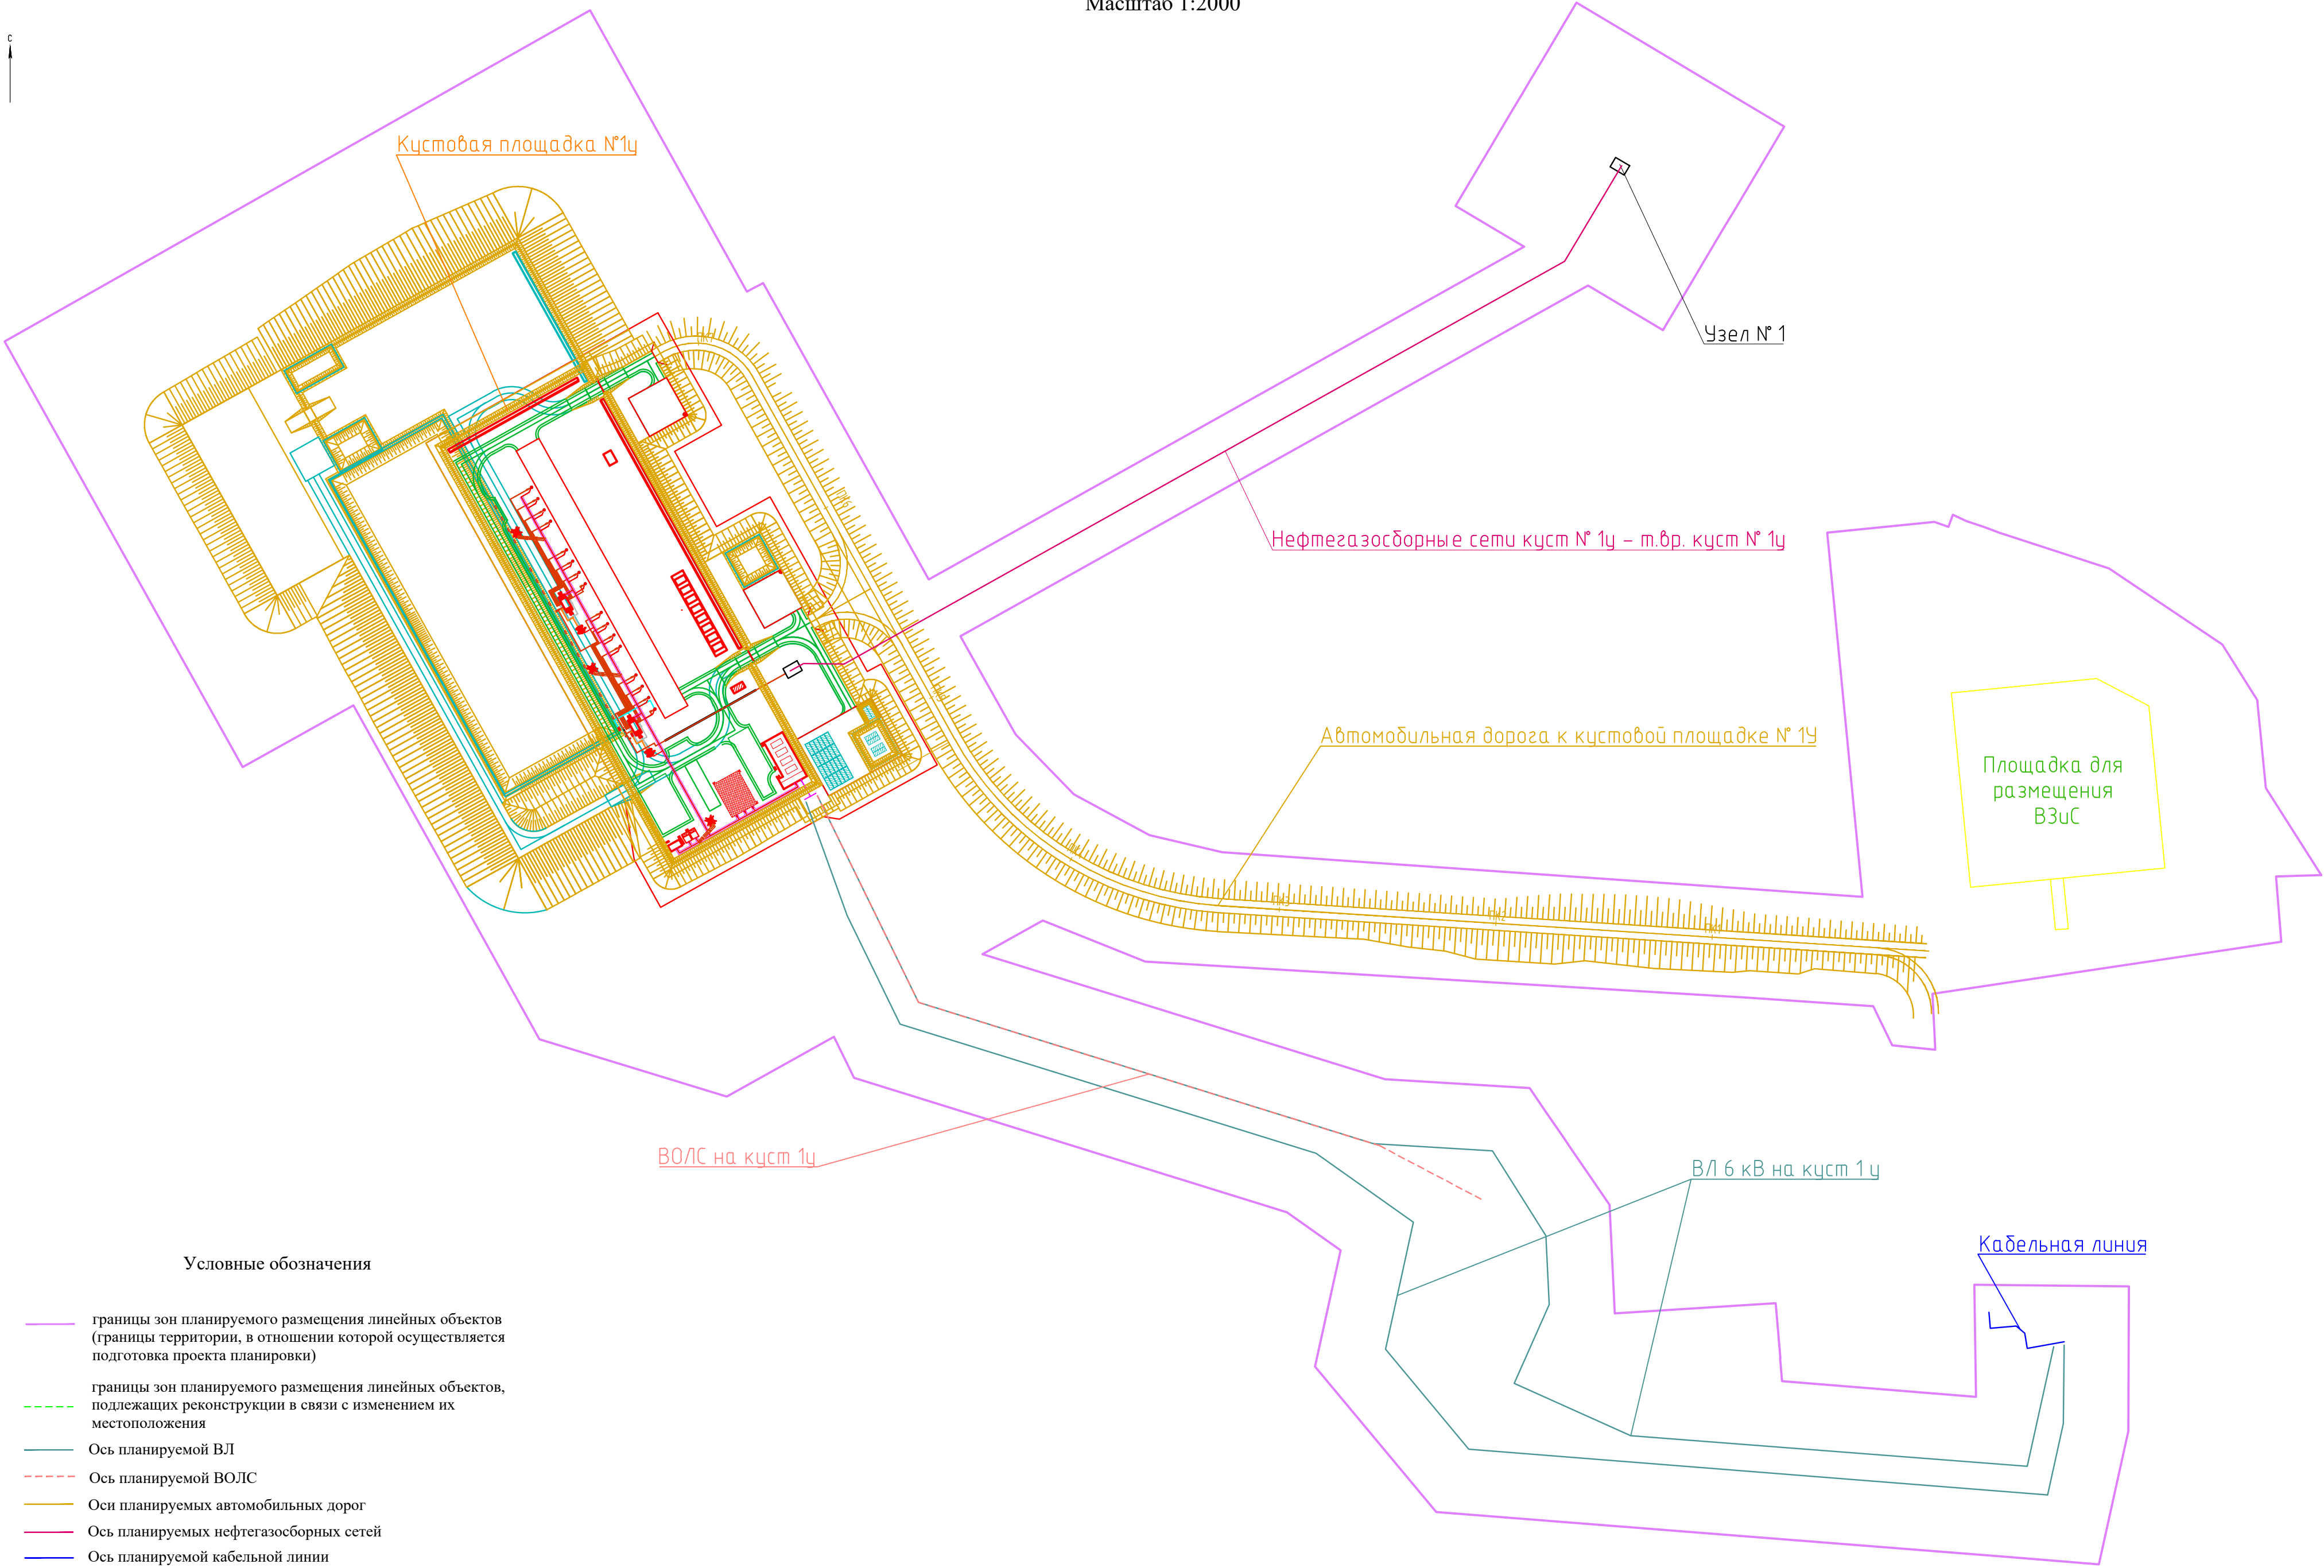 Масштаб 1:2000
С
Кустовая площадка №1у
Узел № 1
ПК7
Нефтегазосборные сети куст № 1у – т.вр. куст № 1у
Автомобильная дорога к кустовой площадке № 1У
Площадка для
размещения
ВЗиС
ПК3
ПК2
ПК1
ВОЛС на куст 1у
ВЛ 6 кВ на куст 1 у
Кабельная линия
Условные обозначения
границы зон планируемого размещения линейных объектов
(границы территории, в отношении которой осуществляется
подготовка проекта планировки)
границы зон планируемого размещения линейных объектов,
подлежащих реконструкции в связи с изменением их
местоположения
Ось планируемой ВЛ
Ось планируемой ВОЛС
Оси планируемых автомобильных дорог
Ось планируемых нефтегазосборных сетей
Ось планируемой кабельной линии